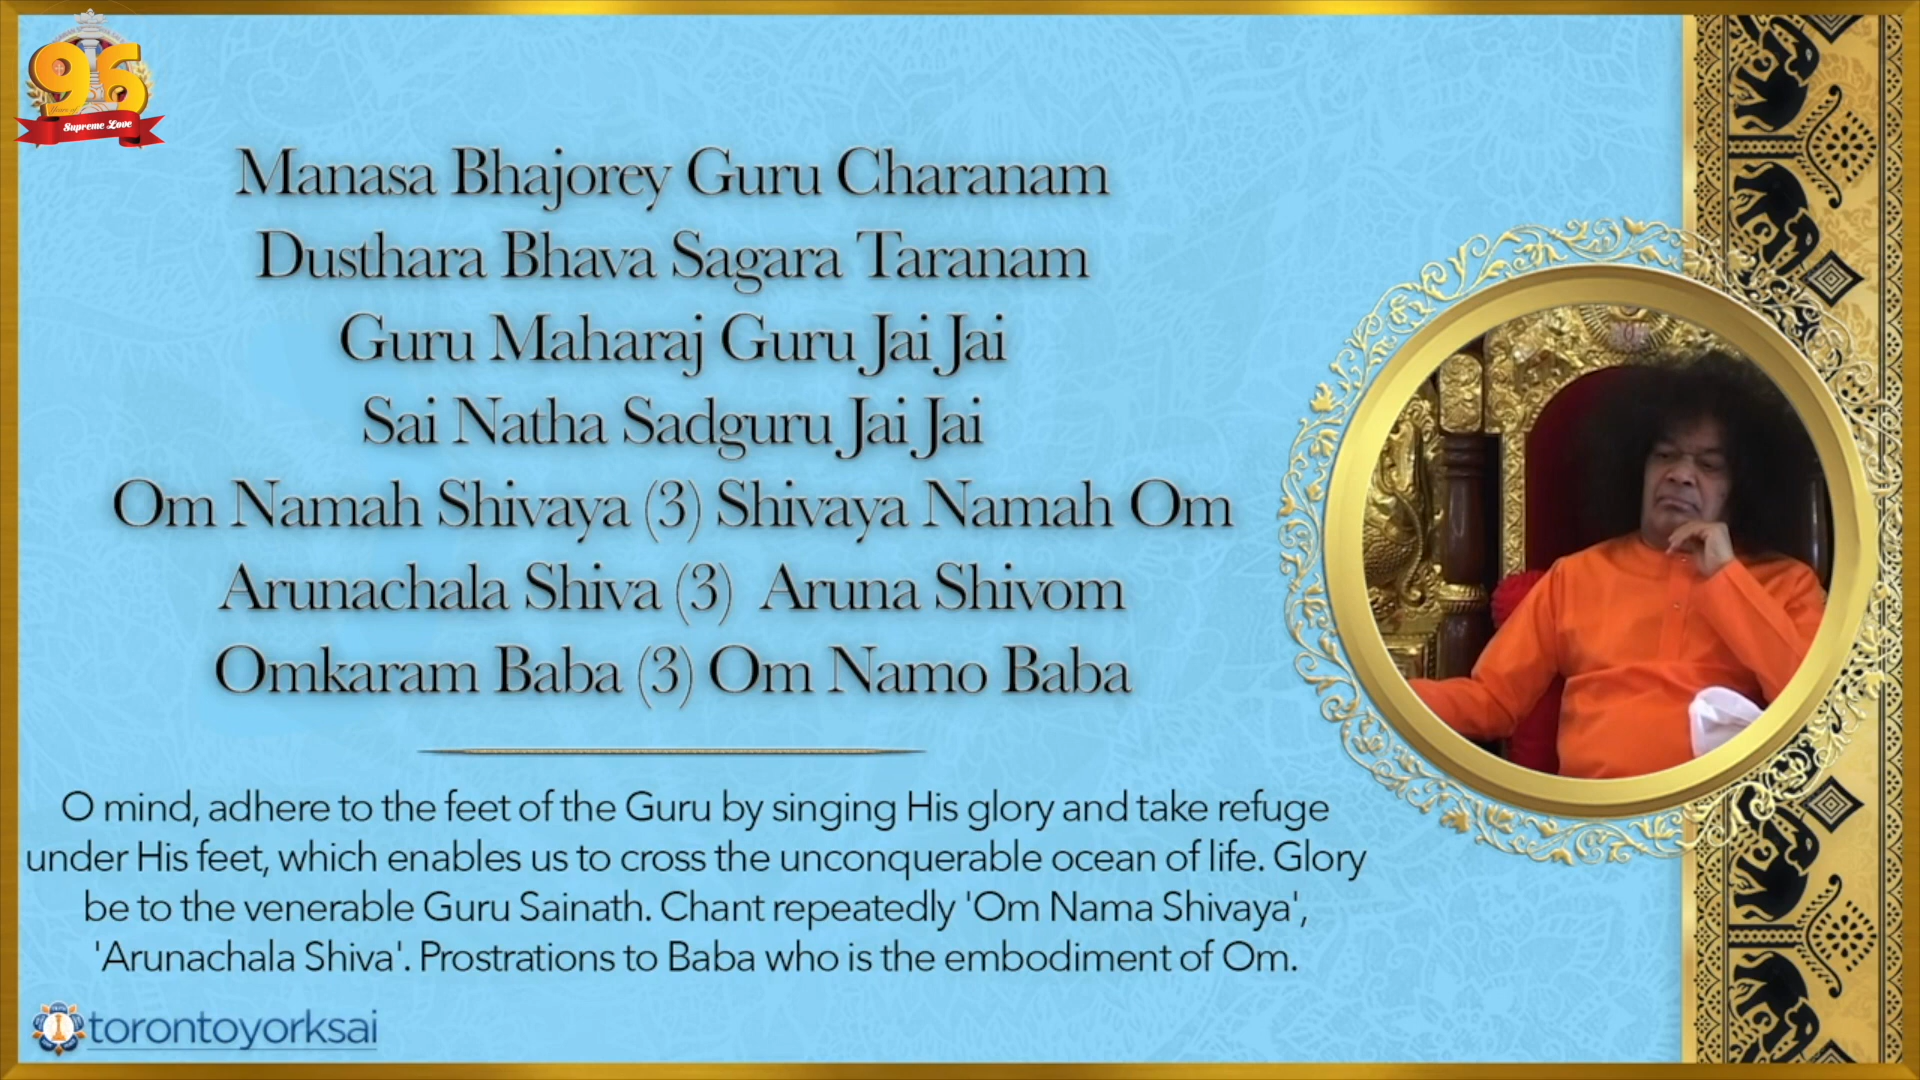 96
Years of
Supreme Love
Manasa Bhajorey Guru Charanam
Dusthara Bhava Sagara Taranam
Guru Maharaj Guru Jai Jai
Sai Natha Sadguru Jai Jai
Om Namah Shivaya (3) Shivaya Namah Om
Arunachala Shiva (3) Aruna Shivom
Omkaram Baba (3) Om Namo Baba
O mind, adhere to the feet of the Guru by singing His glory and take refuge
under His feet, which enables us to cross the unconquerable ocean of life. Glory
be to the venerable Guru Sainath. Chant repeatedly 'Om Nama Shivaya',
'Arunachala Shiva'. Prostrations to Baba who is the embodiment of Om.
torontoyorksai